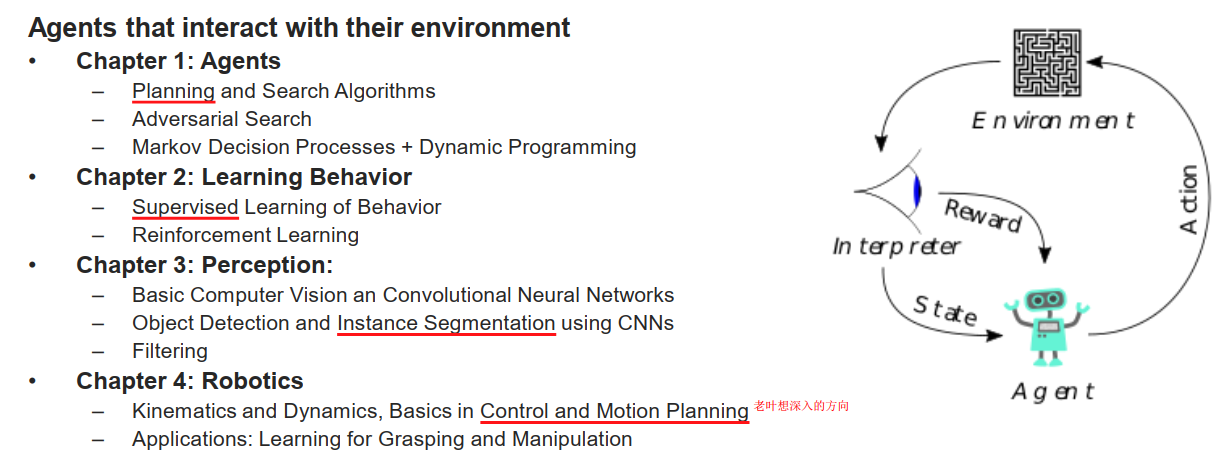 Agents that interact with their environment
• Chapter 1: Agents
– Planning and Search Algorithms
– Adversarial Search
– Markov Decision Processes + Dynamic Programming
• Chapter 2: Learning Behavior
– Supervised Learning of Behavior
– Reinforcement Learning
• Chapter 3: Perception:
– Basic Computer Vision an Convolutional Neural Networks
– Object Detection and Instance Segmentation using CNNs
– Filtering
• Chapter 4: Robotics
– Kinematics and Dynamics, Basics in Control and Motion Planning 老叶想深入的方向
– Applications: Learning for Grasping and Manipulation
Environment
Action
Reward
Interpreter
State
Agent